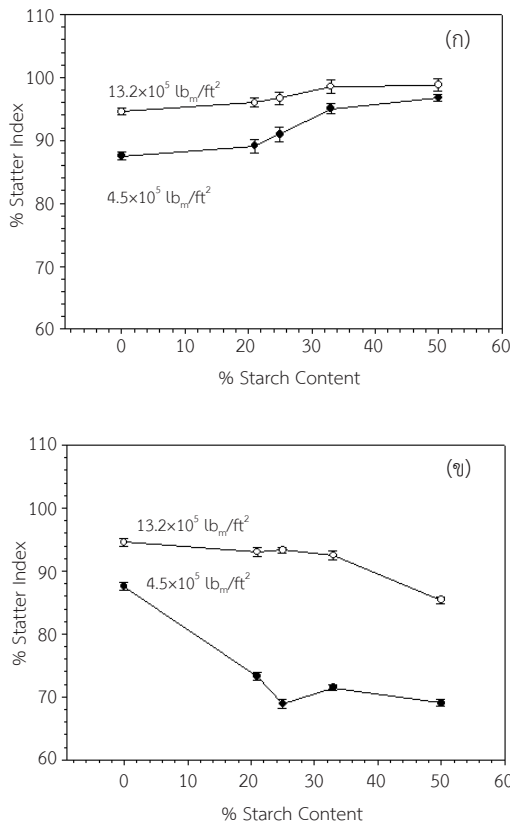 (ก)
110
100
90
80
70
60
% Statter Index
13.2×10⁵ lbₘ/ft²
4.5×10⁵ lbₘ/ft²
0 10 20 30 40 50 60
% Starch Content
(ข)
110
100
90
80
70
60
% Statter Index
13.2×10⁵ lbₘ/ft²
4.5×10⁵ lbₘ/ft²
0 10 20 30 40 50 60
% Starch Content